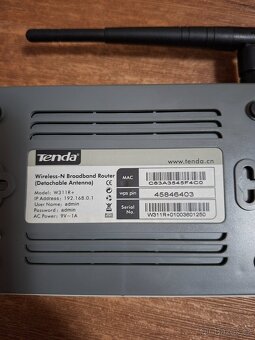 Tenda
www.tenda.cn
Wireless-N Broadband Router
(Detachable Antenna)
Model: W311R+
IP Address: 192.168.0.1
User Name: admin
Password: admin
AC Power: 9V⎓1A
MAC
C83A3545F4C0
wps pin
45846403
Serial No.
W311R+01003601250